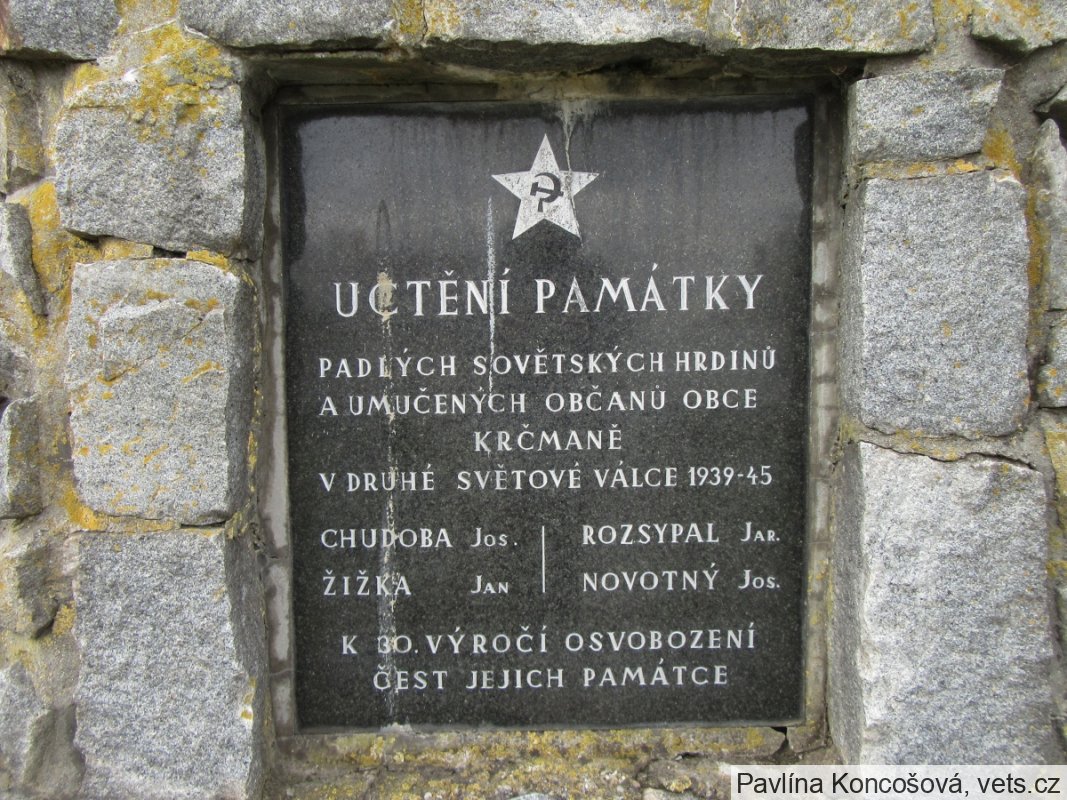 UCTĚNÍ PAMÁTKY
PADLÝCH SOVĚTSKÝCH HRDINŮ
A UMUČENÝCH OBČANŮ OBCE
KRČMANĚ
V DRUHÉ SVĚTOVÉ VÁLCE 1939-45
CHUDOBA Jos. ROZSYPAL Jar.
ŽIŽKA Jan NOVOTNÝ Jos.
K 30. VÝROČÍ OSVOBOZENÍ
ČEST JEJICH PAMÁTCE
Pavlína Koncošová, vets.cz